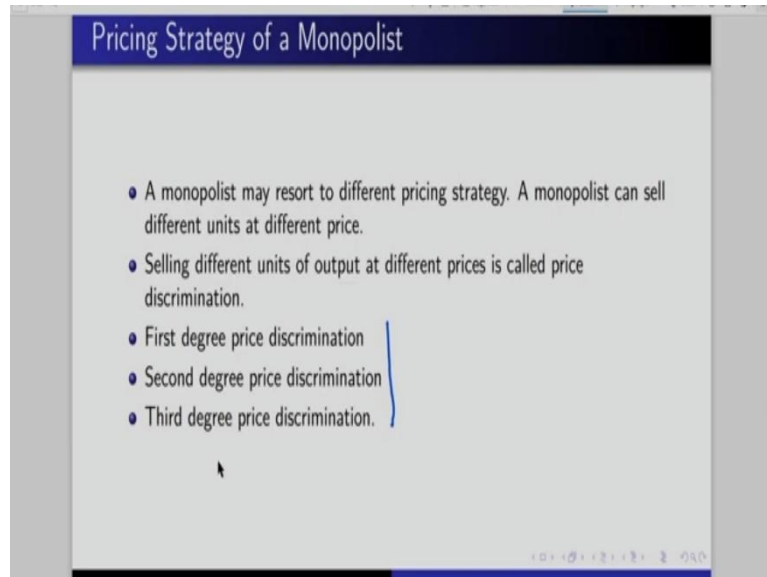 Pricing Strategy of a Monopolist
A monopolist may resort to different pricing strategy. A monopolist can sell
different units at different price.
Selling different units of output at different prices is called price
discrimination.
First degree price discrimination
Second degree price discrimination
Third degree price discrimination.